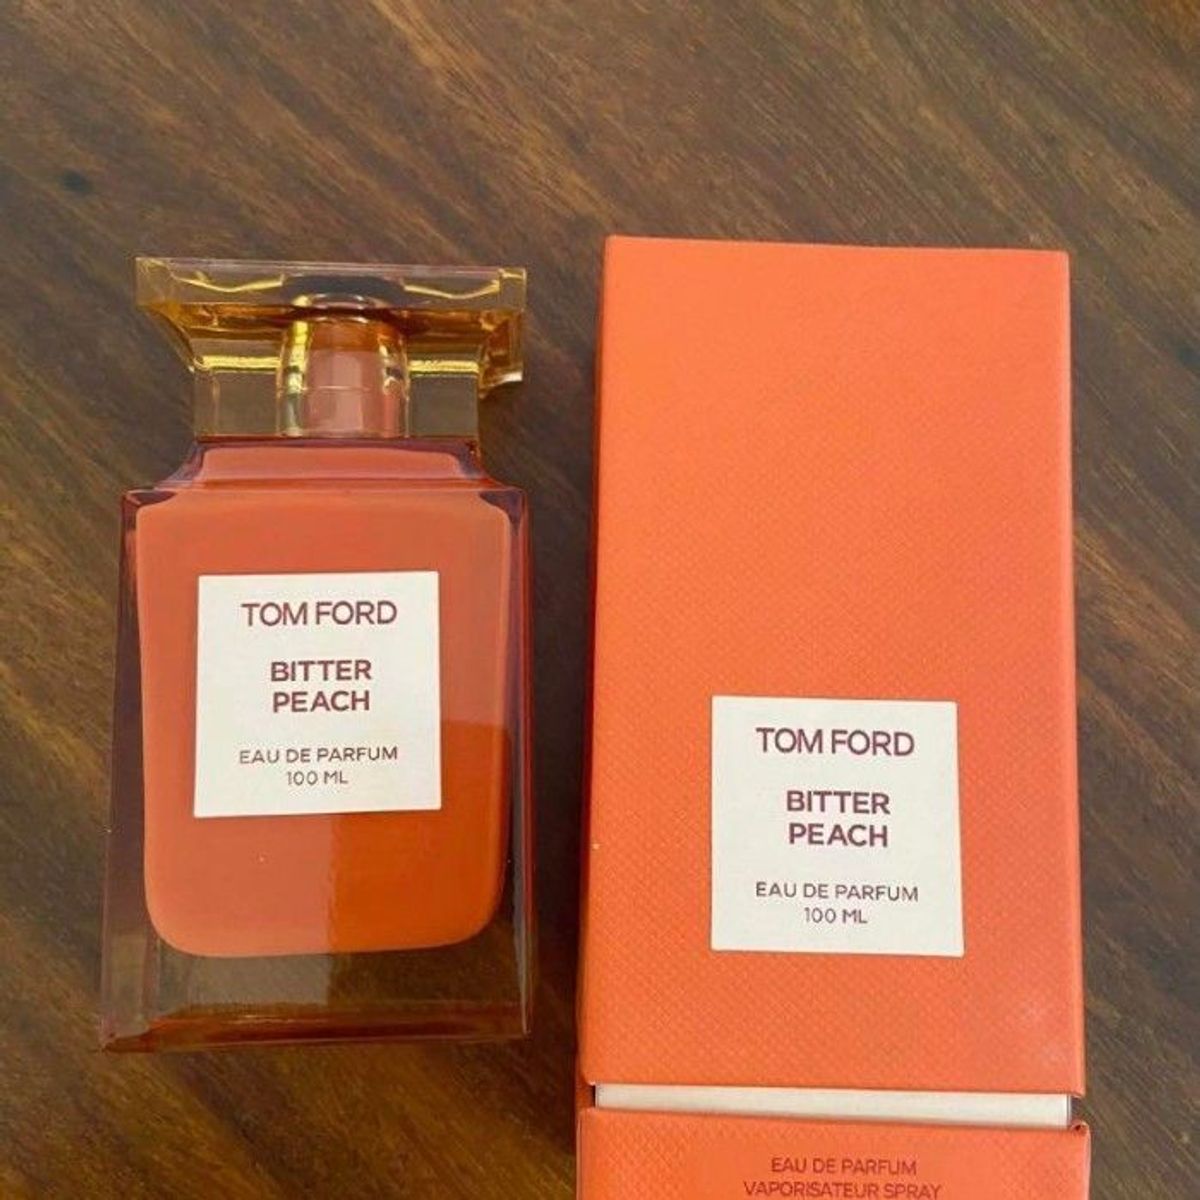 TOM FORD
BITTER
PEACH
EAU DE PARFUM
100 ML
TOM FORD
BITTER
PEACH
EAU DE PARFUM
100 ML
EAU DE PARFUM
VAPORISATEUR SPRAY